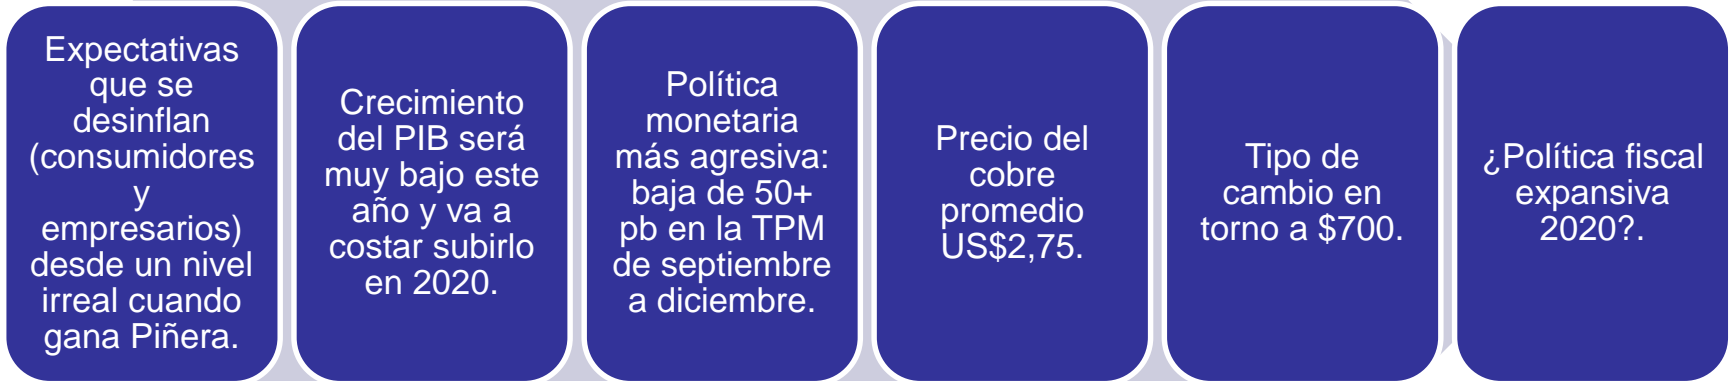 Expectativas
que se
desinflan
(consumidores
y
empresarios)
desde un nivel
irreal cuando
gana Piñera.
Crecimiento
del PIB será
muy bajo este
año y va a
costar subirlo
en 2020.
Política
monetaria
más agresiva:
baja de 50+
pb en la TPM
de septiembre
a diciembre.
Precio del
cobre
promedio
US$2,75.
Tipo de
cambio en
torno a $700.
¿Política fiscal
expansiva
2020?.